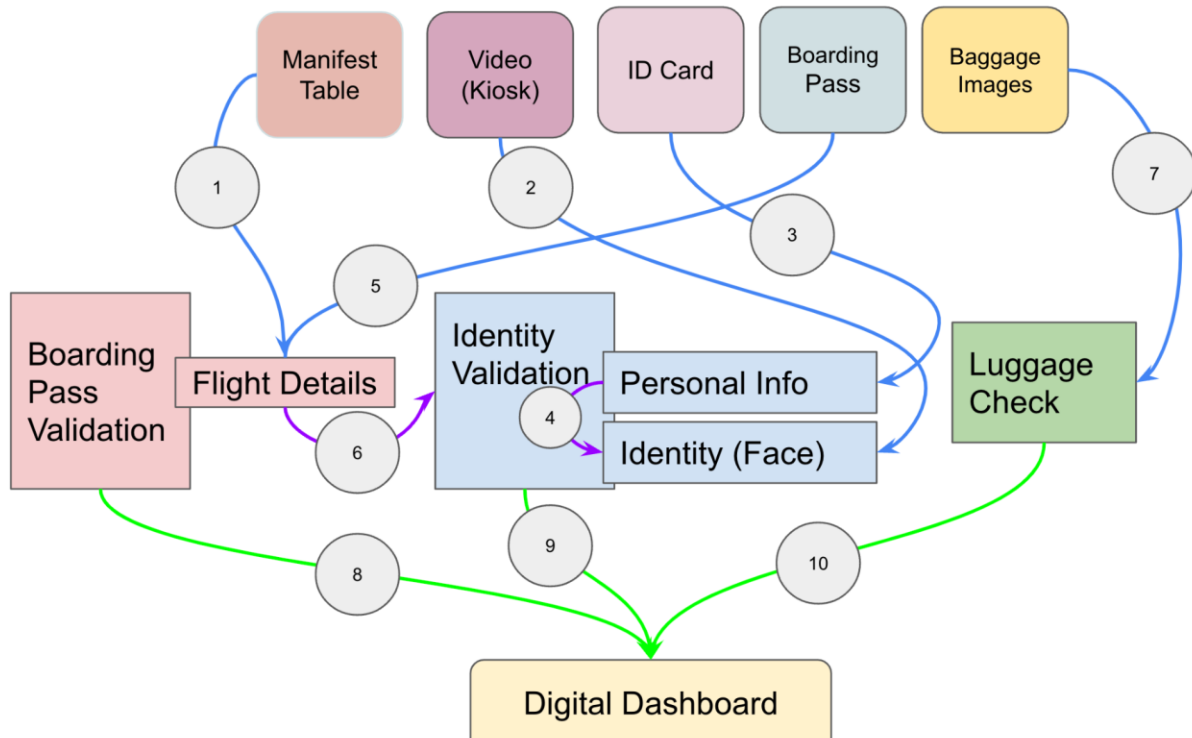 Manifest
Table
Video
(Kiosk)
ID Card
Boarding
Pass
Baggage
Images
1
2
3
7
5
Boarding
Pass
Validation
Flight Details
Identity
Validation
Personal Info
4
Identity (Face)
6
Luggage
Check
8
9
10
Digital Dashboard